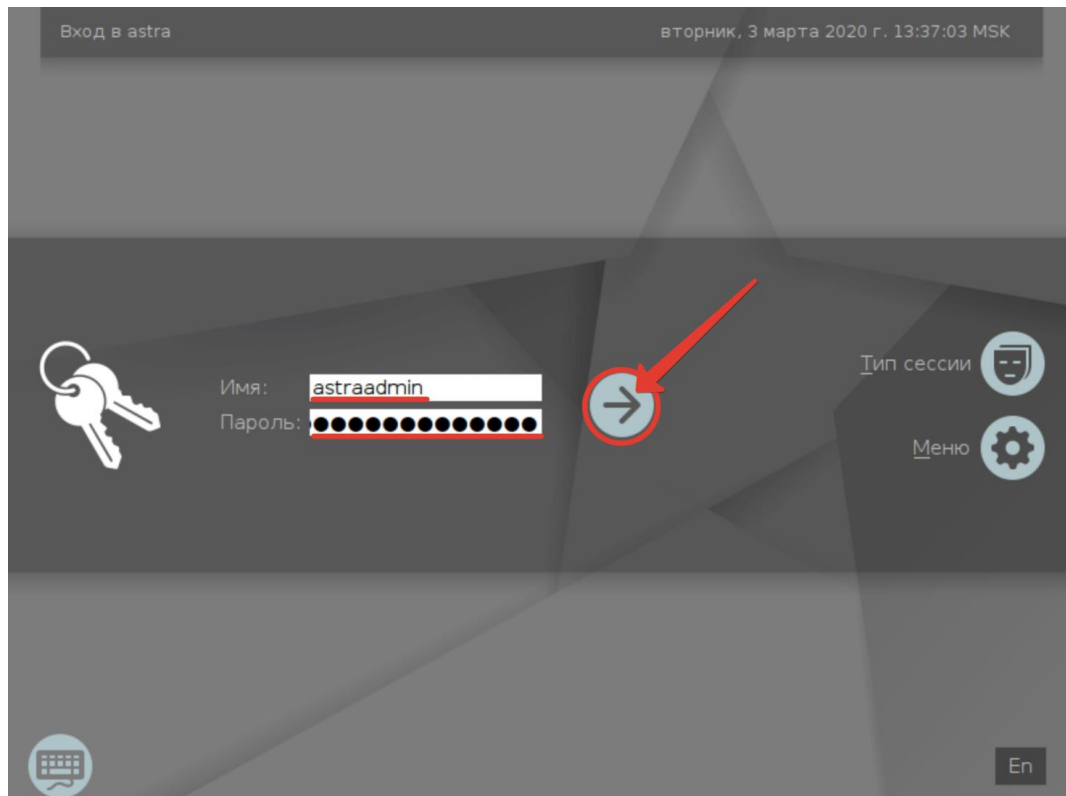 Вход в astra
вторник, 3 марта 2020 г. 13:37:03 MSK
Имя: astraadmin
Пароль: ●●●●●●●●●●●●●
Тип сессии
Меню
En